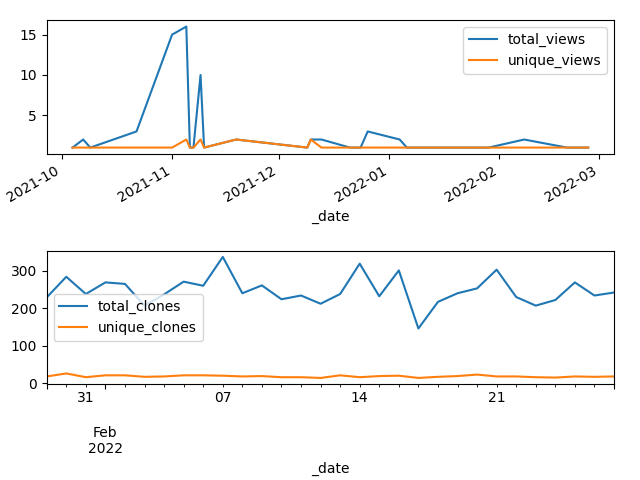 15
10
5
total_views
unique_views
2021-10
2021-11
2021-12
2022-01
2022-02
2022-03
_date
300
200
100
0
total_clones
unique_clones
31
07
14
21
Feb
2022
_date